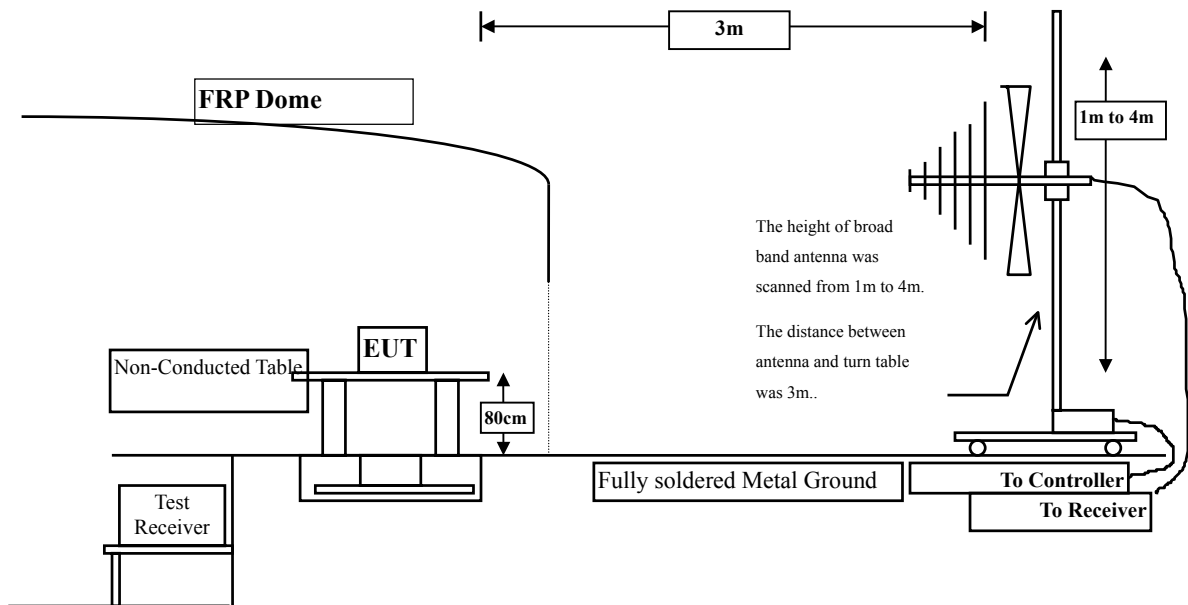 3m
FRP Dome
1m to 4m
The height of broad
band antenna was
scanned from 1m to 4m.
The distance between
antenna and turn table
was 3m..
EUT
Non-Conducted Table
80cm
Fully soldered Metal Ground
To Controller
To Receiver
Test
Receiver